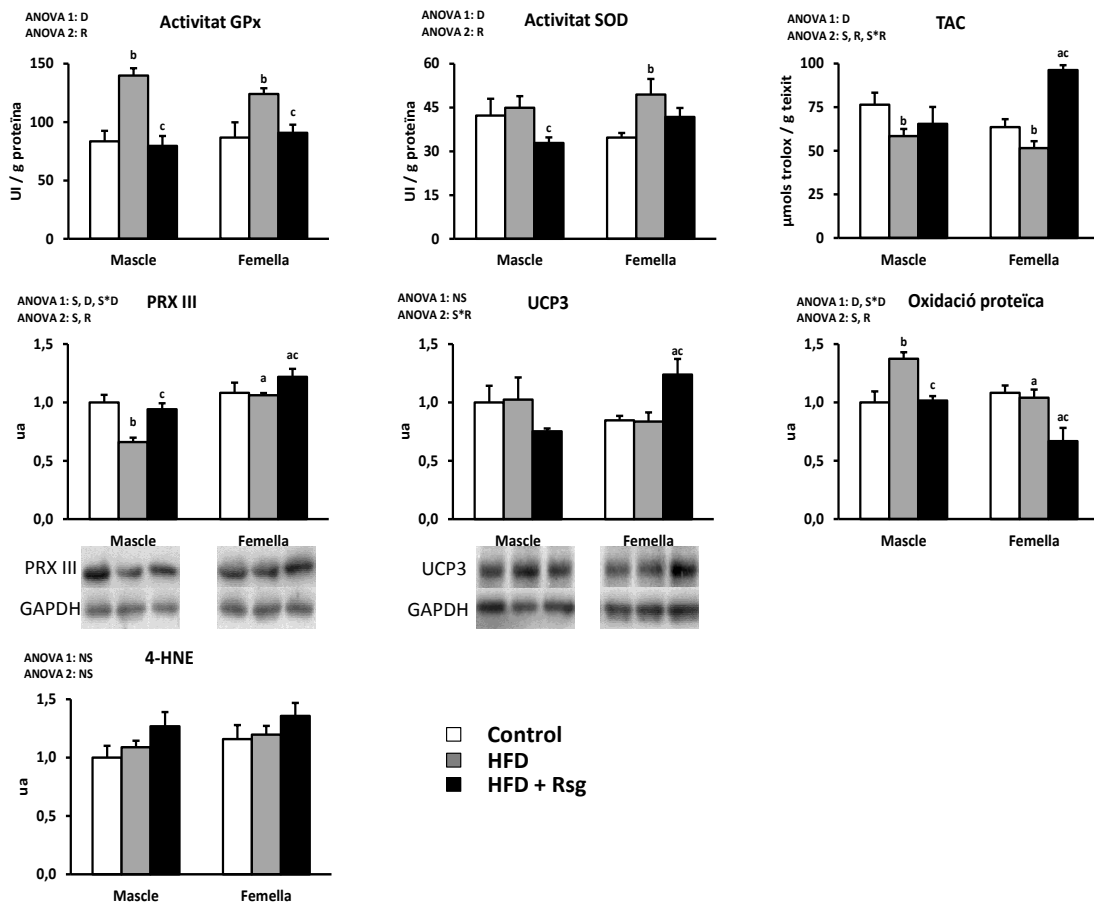 ANOVA 1: D
ANOVA 2: R
Activitat GPx
UI / g proteïna
150
100
50
0
b
c
b
c
Mascle
Femella
ANOVA 1: D
ANOVA 2: R
Activitat SOD
UI / g proteïna
60
45
30
15
0
c
b
Mascle
Femella
ANOVA 1: D
ANOVA 2: S, R, S*R
TAC
µmols trolox / g teixit
100
75
50
25
0
b
b
ac
Mascle
Femella
ANOVA 1: S, D, S*D
ANOVA 2: S, R
PRX III
ua
1,5
1,0
0,5
0,0
b
c
a
ac
Mascle
Femella
PRX III
GAPDH
ANOVA 1: NS
ANOVA 2: S*R
UCP3
ua
1,5
1,0
0,5
0,0
ac
Mascle
Femella
UCP3
GAPDH
ANOVA 1: D, S*D
ANOVA 2: S, R
Oxidació proteïca
ua
1,5
1,0
0,5
0,0
b
c
a
ac
Mascle
Femella
ANOVA 1: NS
ANOVA 2: NS
4-HNE
ua
1,5
1,0
0,5
0,0
Mascle
Femella
Control
HFD
HFD + Rsg